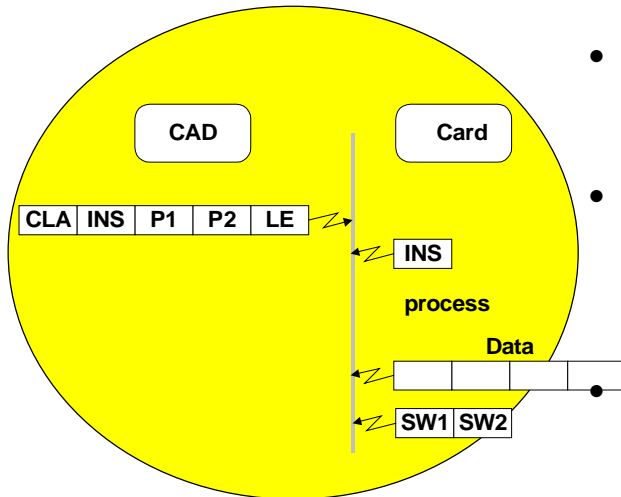 CAD Card
CLA INS P1 P2 LE
INS
process
Data
SW1 SW2